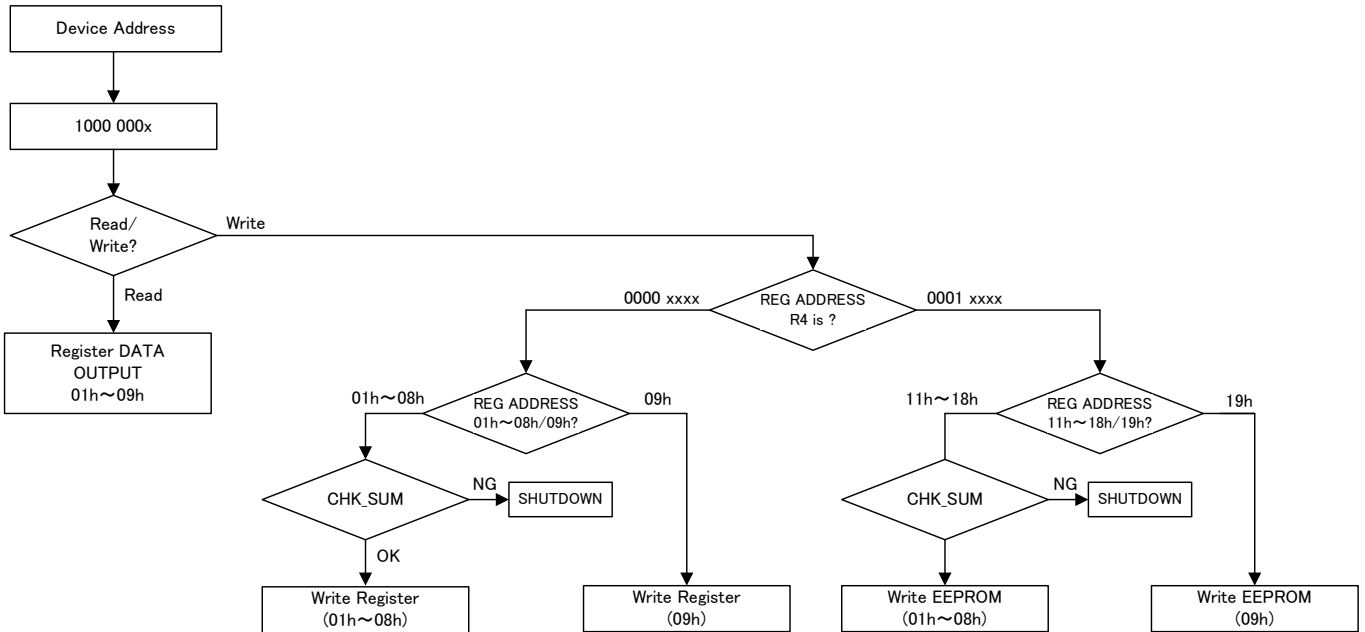 Device Address
1000 000x
Read/
Write?
Write
Read
Register DATA
OUTPUT
01h～09h
REG ADDRESS
R4 is ?
0000 xxxx
0001 xxxx
REG ADDRESS
01h～08h/09h?
01h～08h
09h
CHK_SUM
NG
SHUTDOWN
OK
Write Register
(01h～08h)
Write Register
(09h)
REG ADDRESS
11h～18h/19h?
11h～18h
19h
CHK_SUM
NG
SHUTDOWN
Write EEPROM
(01h～08h)
Write EEPROM
(09h)